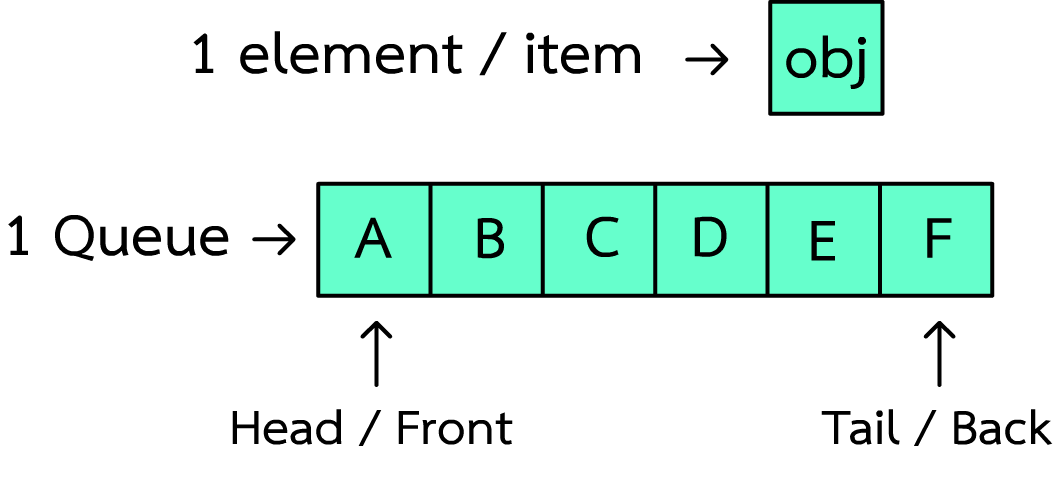 1 element / item → obj
1 Queue → A B C D E F
Head / Front Tail / Back